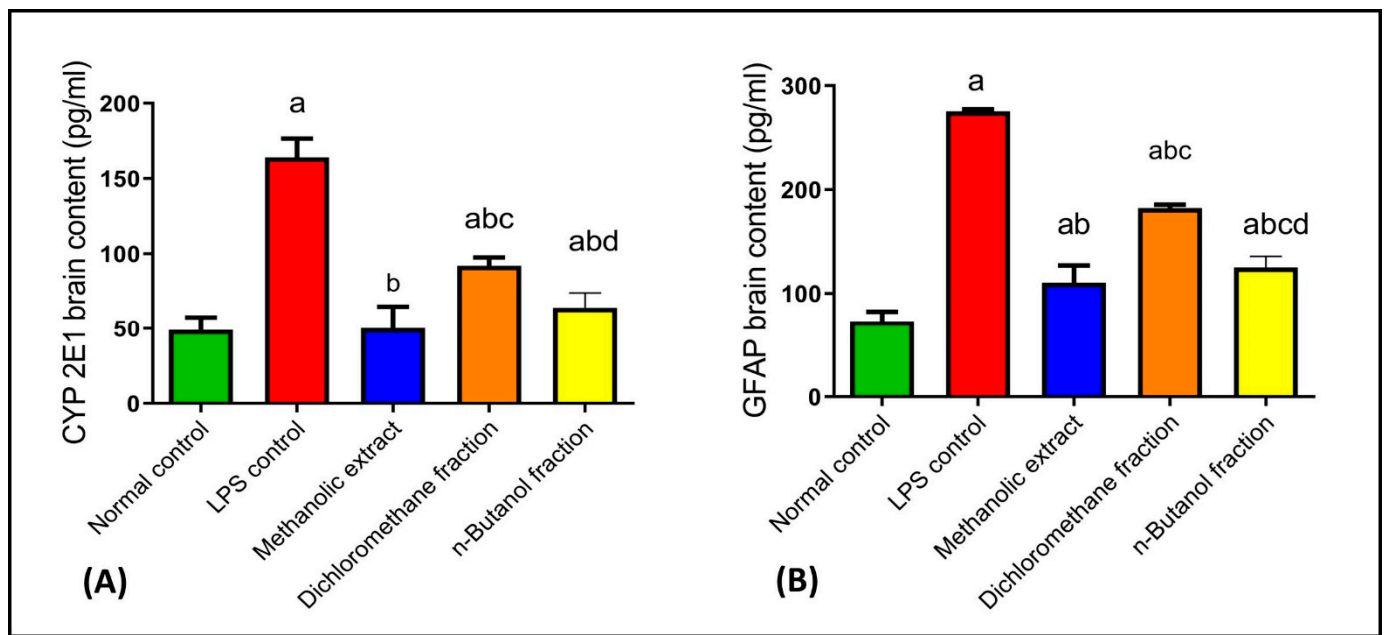 CYP 2E1 brain content (pg/ml)
200
150
100
50
0
a
b
abc
abd
Normal control
LPS control
Methanolic extract
Dichloromethane fraction
n-Butanol fraction
(A)
GFAP brain content (pg/ml)
300
200
100
0
a
ab
abc
abcd
Normal control
LPS control
Methanolic extract
Dichloromethane fraction
n-Butanol fraction
(B)